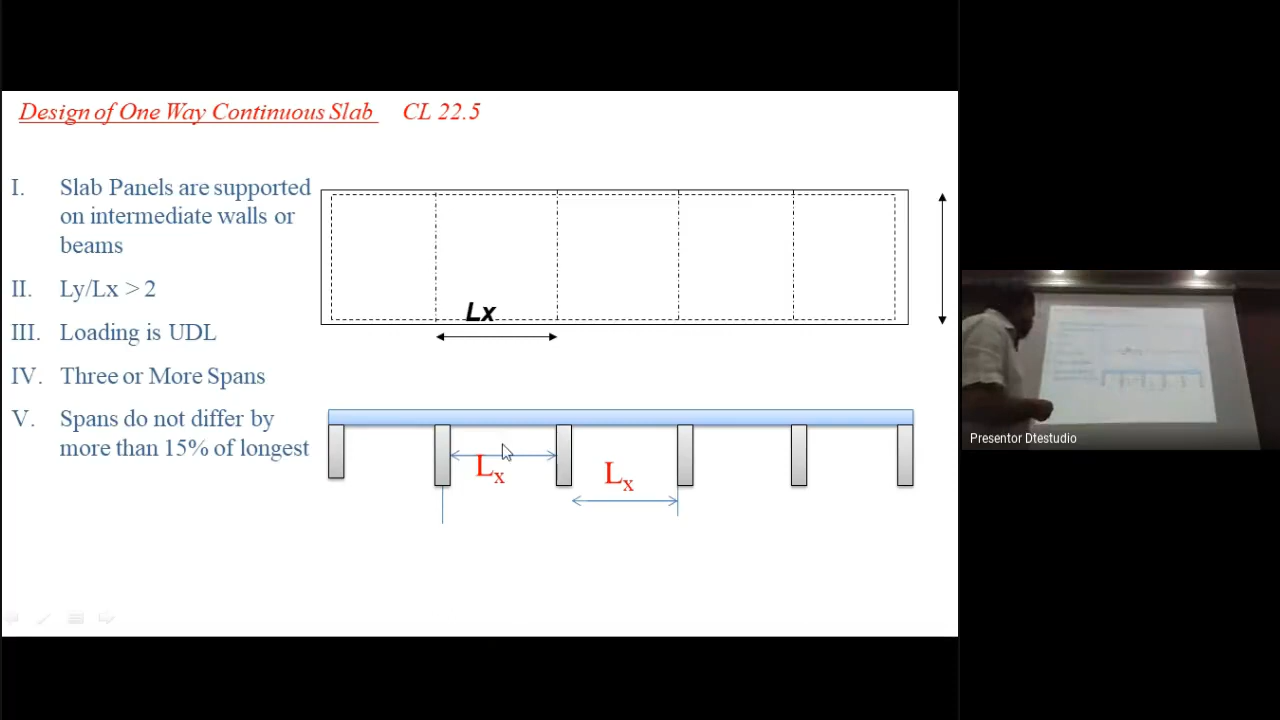 Design of One Way Continuous Slab CL 22.5
I. Slab Panels are supported
on intermediate walls or
beams
II. Ly/Lx > 2
III. Loading is UDL
IV. Three or More Spans
V. Spans do not differ by
more than 15% of longest
Lx
Lx
Lx
Presentor Dtestudio